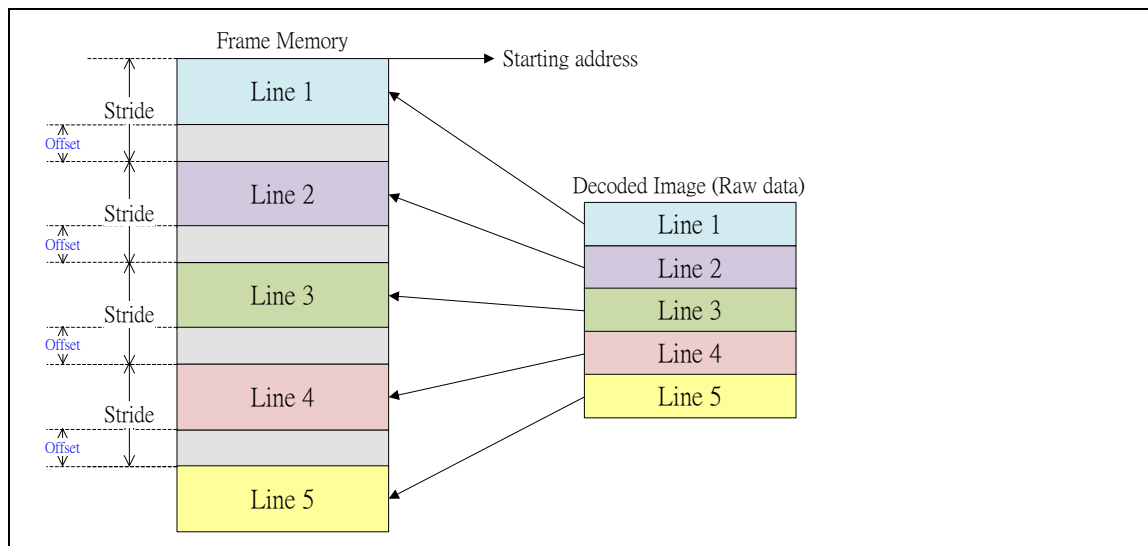 Frame Memory
Starting address
Line 1
Stride
Offset
Line 2
Decoded Image (Raw data)
Stride
Line 1
Offset
Line 2
Line 3
Line 3
Stride
Offset
Line 4
Line 4
Line 5
Stride
Offset
Line 5